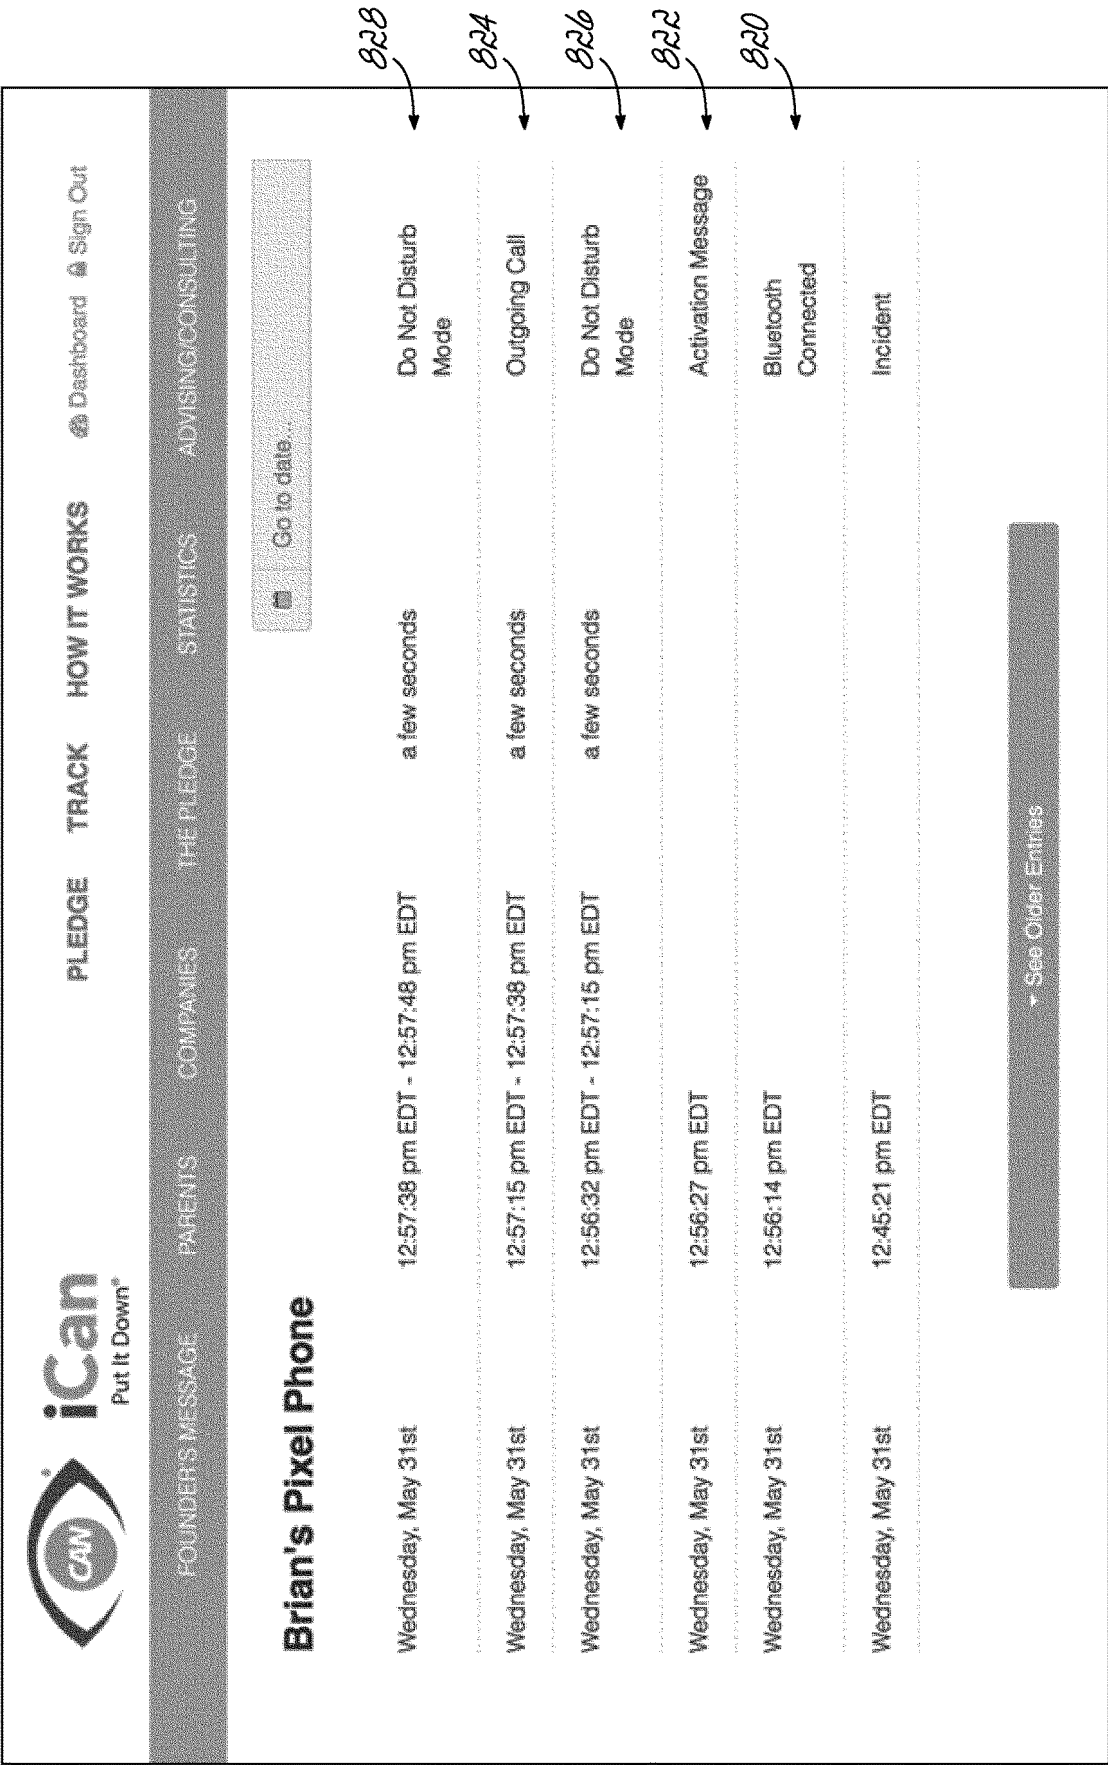 CAN
iCan
Put It Down®
PLEDGE TRACK HOW IT WORKS Dashboard Sign Out
FOUNDERS MESSAGE PARENTS COMPANIES THE PLEDGE STATISTICS ADVISING/CONSULTING
Brian's Pixel Phone
Go to date...
Wednesday, May 31st 12:57:38 pm EDT - 12:57:48 pm EDT a few seconds Do Not Disturb 828
Mode
Wednesday, May 31st 12:57:15 pm EDT - 12:57:38 pm EDT a few seconds Outgoing Call 824
Wednesday, May 31st 12:56:32 pm EDT - 12:57:15 pm EDT a few seconds Do Not Disturb 826
Mode
Wednesday, May 31st 12:56:27 pm EDT Activation Message 822
Wednesday, May 31st 12:56:14 pm EDT Bluetooth 820
Connected
Wednesday, May 31st 12:45:21 pm EDT Incident
See Older Entries